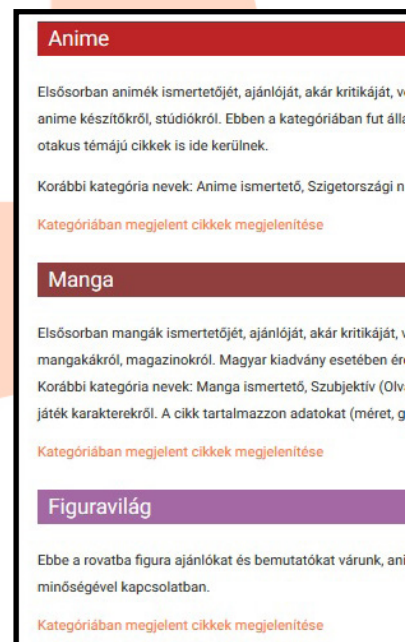 Anime
Elsősorban animék ismertetőjét, ajánlóját, akár kritikáját,
anime készítőkről, stúdiókról. Ebben a kategóriában fut
otakus témájú cikkek is ide kerülnek.
Korábbi kategória nevek: Anime ismertető, Szigetországi
Kategóriában megjelent cikkek megjelenítése
Manga
Elsősorban mangák ismertetőjét, ajánlóját, akár kritikáját,
mangakákról, magazinokról. Magyar kiadvány esetében
Korábbi kategória nevek: Manga ismertető, Szubjektív
játék karakterekről. A cikk tartalmazzon adatokat (méret,
Kategóriában megjelent cikkek megjelenítése
Figuravilág
Ebbe a rovatba figura ajánlókat és bemutatókat várunk,
minőségével kapcsolatban.
Kategóriában megjelent cikkek megjelenítése